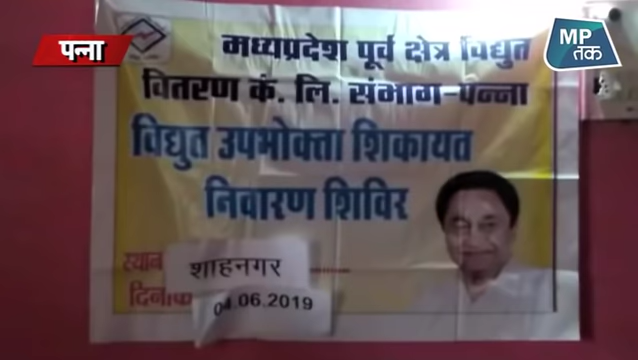 पन्ना
MP
तक
मध्यप्रदेश पूर्व क्षेत्र विद्युत
वितरण कं. लि. संभाग-पन्ना
विद्युत उपभोक्ता शिकायत
निवारण शिविर
स्थान शाहनगर ..........
दिनांक 04.06.2019